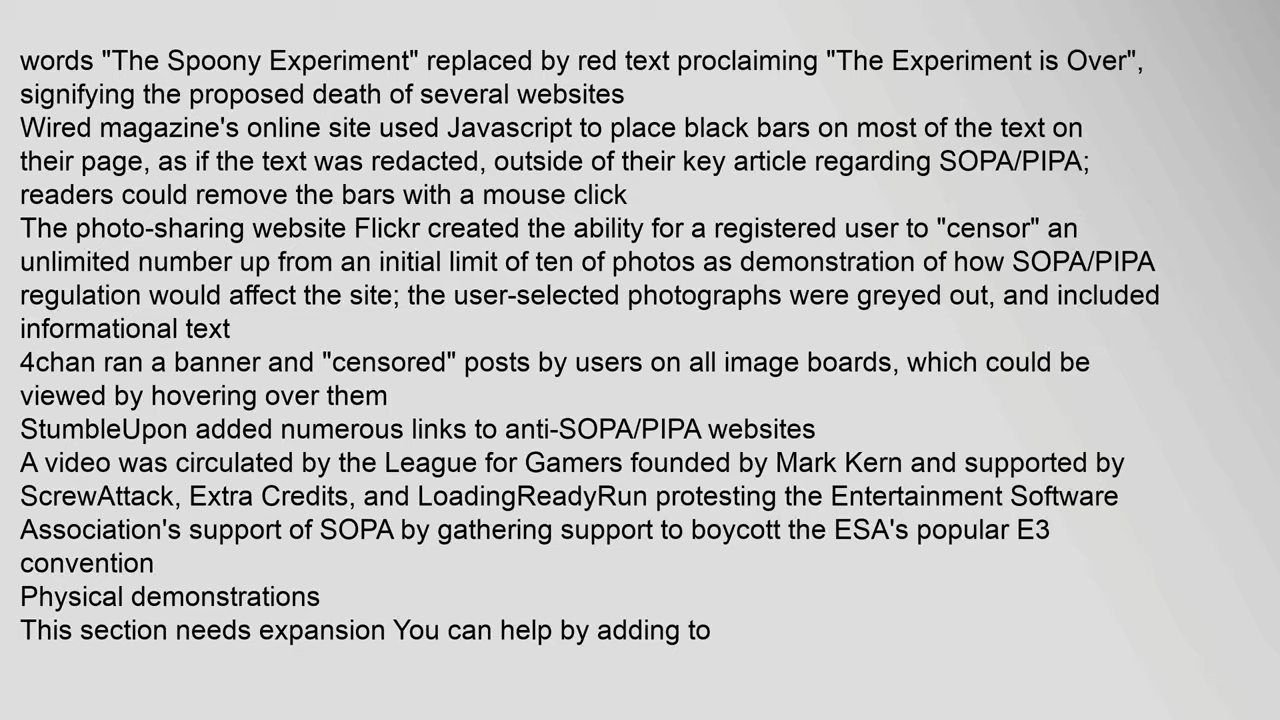 words "The Spoony Experiment" replaced by red text proclaiming "The Experiment is Over",
signifying the proposed death of several websites
Wired magazine's online site used Javascript to place black bars on most of the text on
their page, as if the text was redacted, outside of their key article regarding SOPA/PIPA;
readers could remove the bars with a mouse click
The photo-sharing website Flickr created the ability for a registered user to "censor" an
unlimited number up from an initial limit of ten of photos as demonstration of how SOPA/PIPA
regulation would affect the site; the user-selected photographs were greyed out, and included
informational text
4chan ran a banner and "censored" posts by users on all image boards, which could be
viewed by hovering over them
StumbleUpon added numerous links to anti-SOPA/PIPA websites
A video was circulated by the League for Gamers founded by Mark Kern and supported by
ScrewAttack, Extra Credits, and LoadingReadyRun protesting the Entertainment Software
Association's support of SOPA by gathering support to boycott the ESA's popular E3
convention
Physical demonstrations
This section needs expansion You can help by adding to